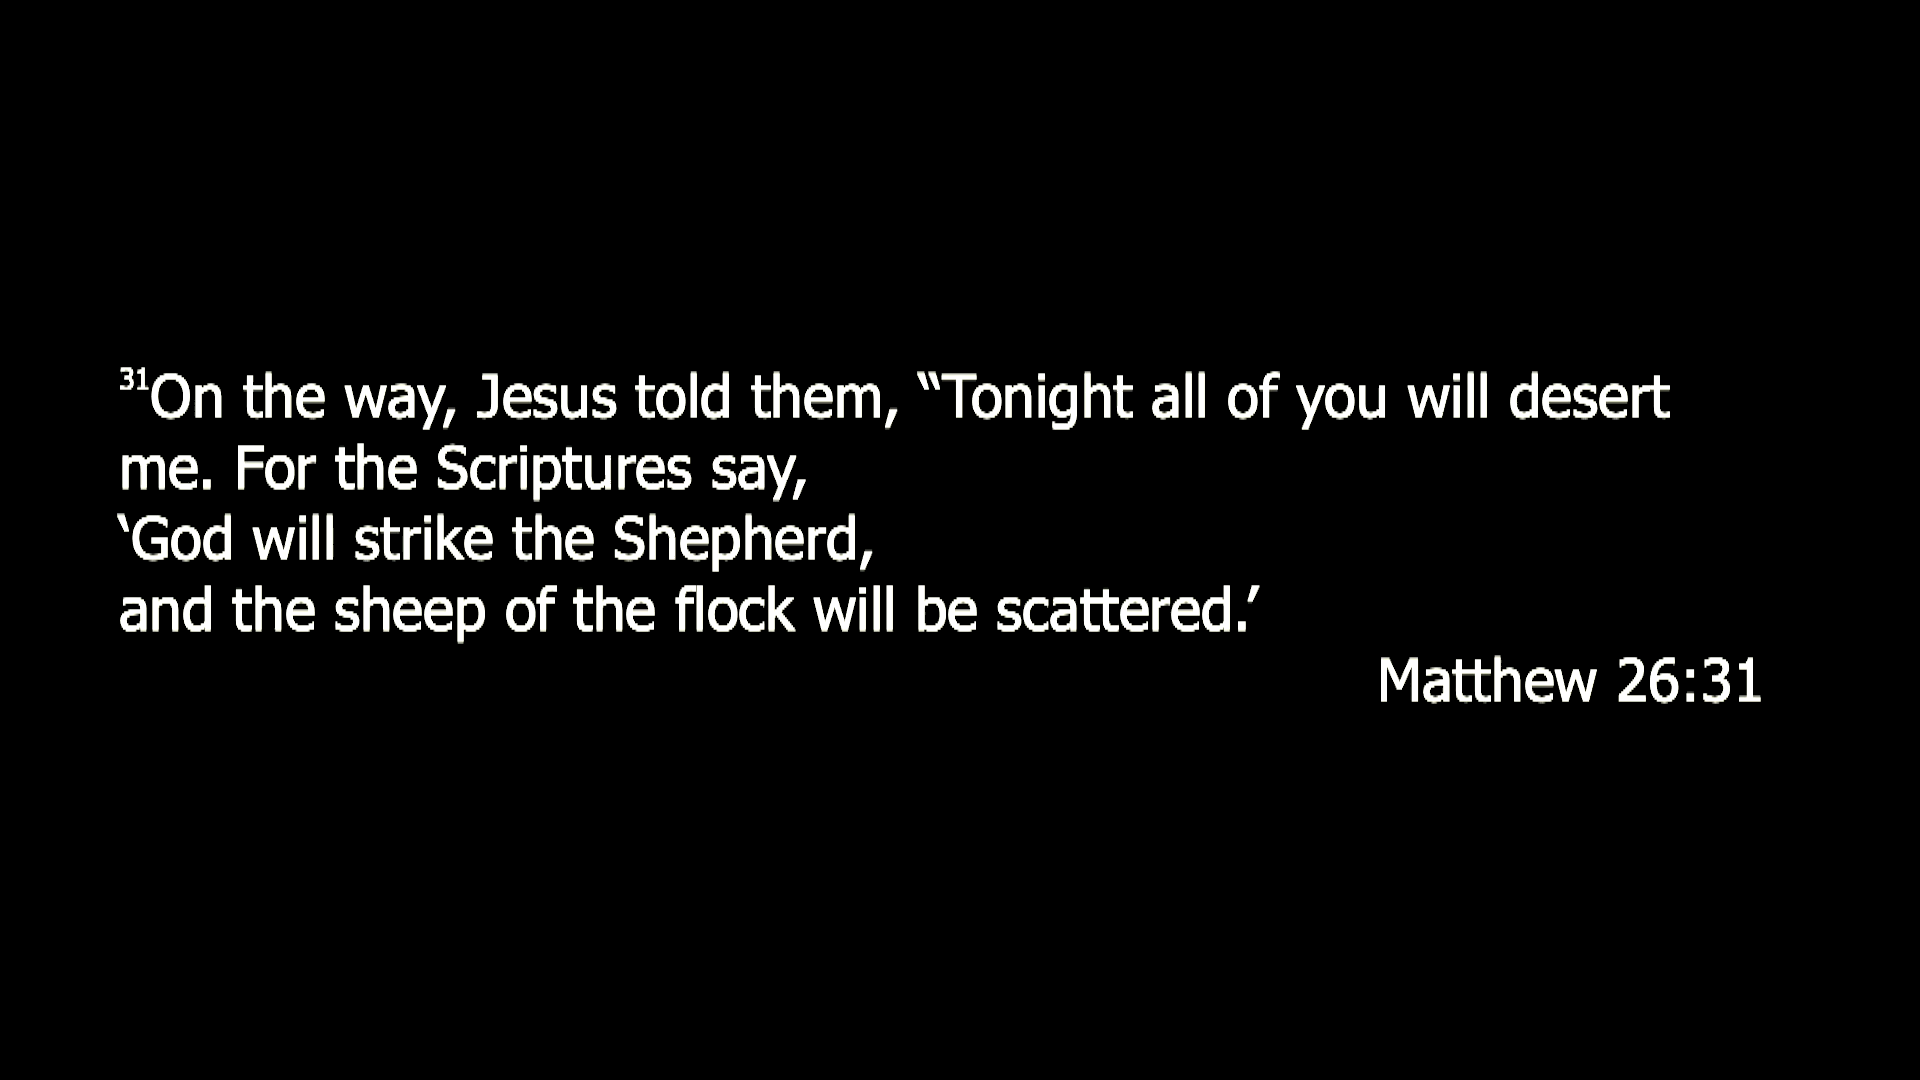 ³¹On the way, Jesus told them, “Tonight all of you will desert
me. For the Scriptures say,
‘God will strike the Shepherd,
and the sheep of the flock will be scattered.’
Matthew 26:31